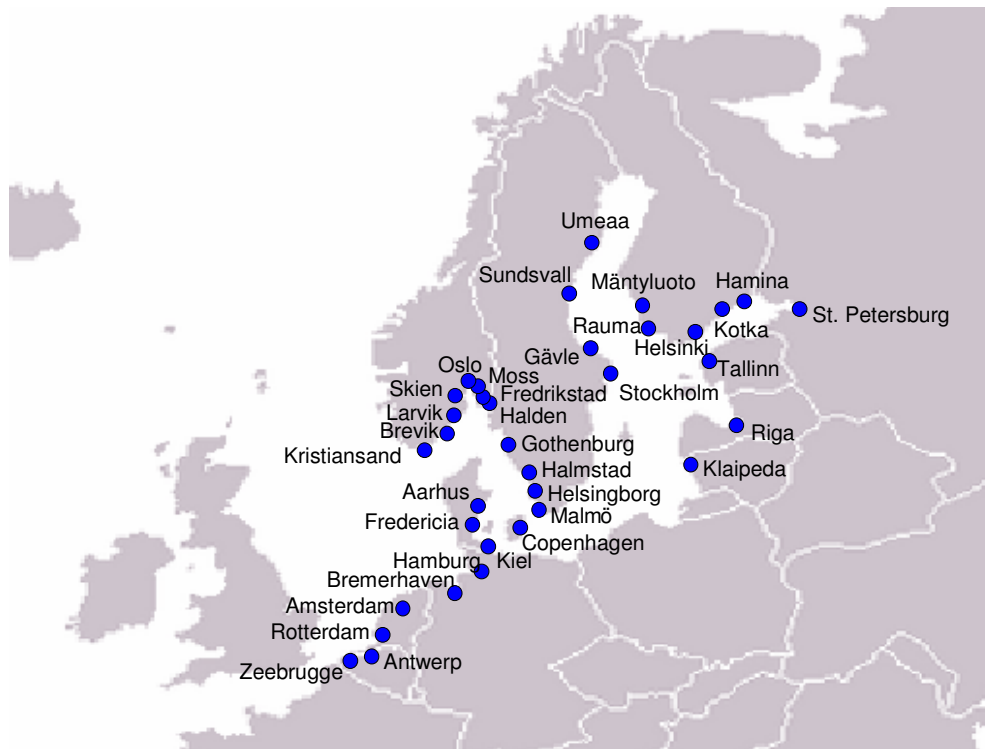 Umeaa
Sundsvall
Mäntyluoto
Hamina
St. Petersburg
Rauma
Kotka
Helsinki
Gävle
Tallinn
Oslo
Moss
Stockholm
Skien
Fredrikstad
Larvik
Halden
Brevik
Riga
Gothenburg
Kristiansand
Klaipeda
Halmstad
Aarhus
Helsingborg
Malmö
Fredericia
Copenhagen
Hamburg
Kiel
Bremerhaven
Amsterdam
Rotterdam
Antwerp
Zeebrugge